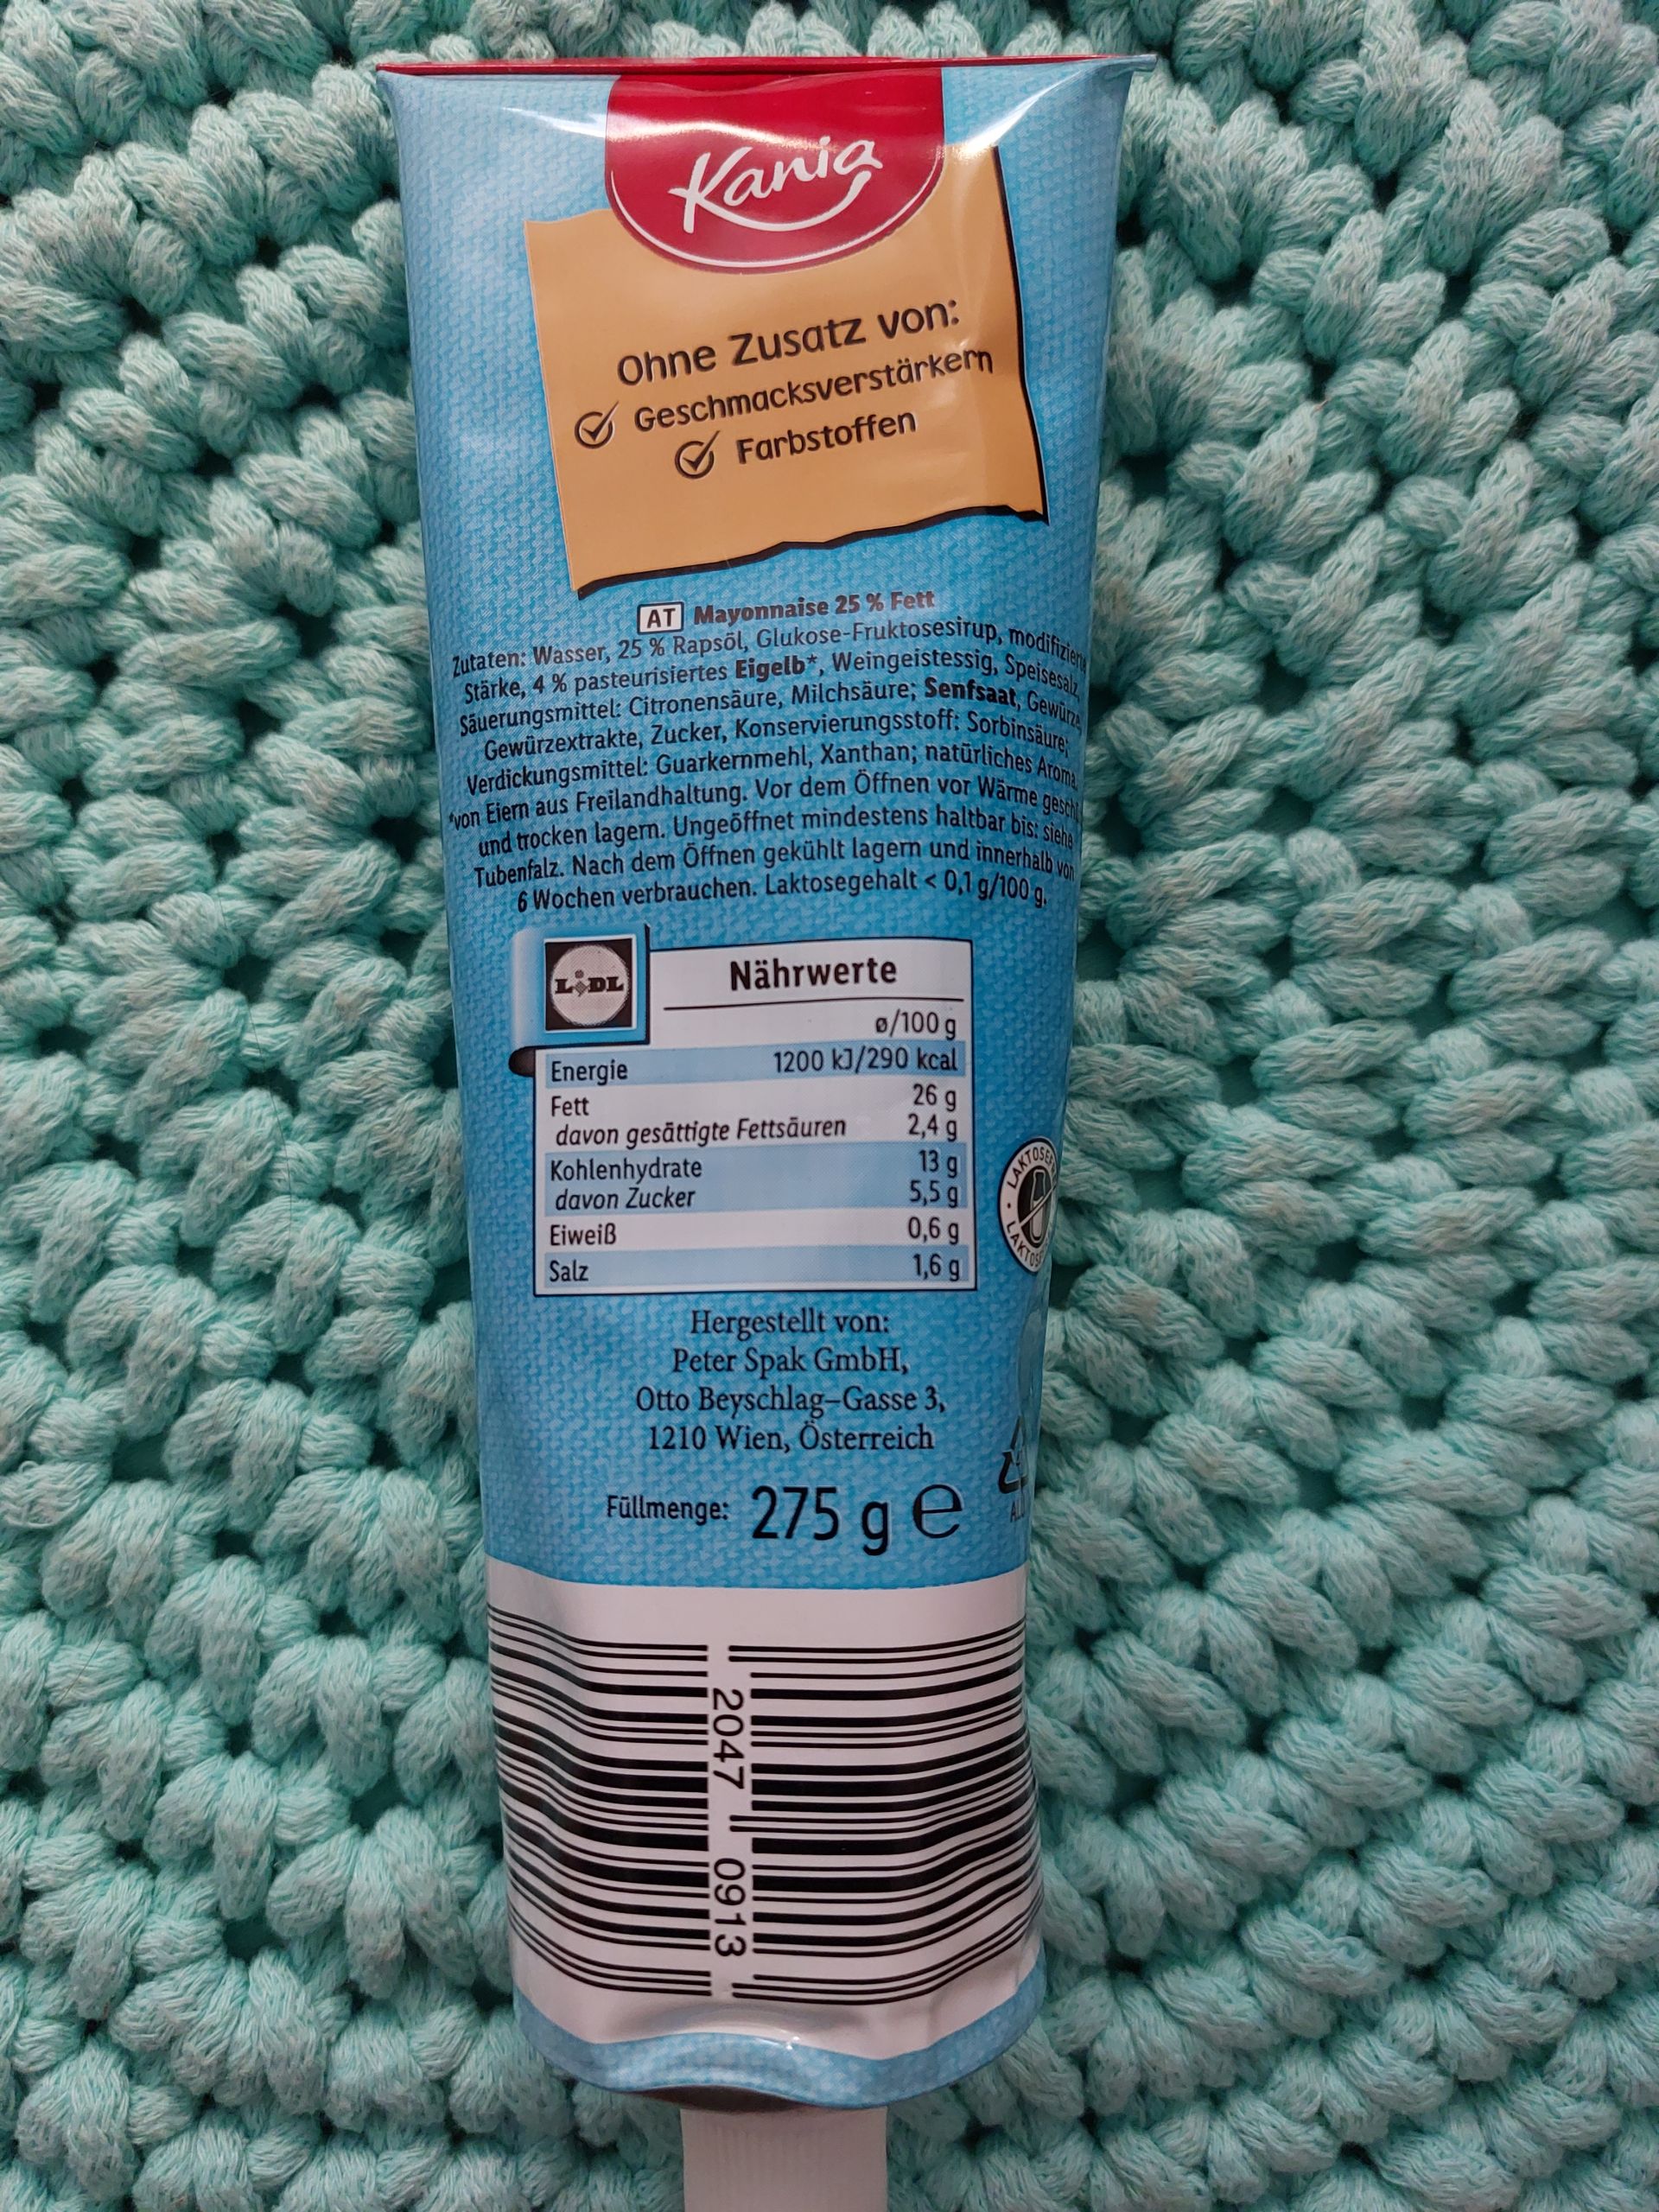 Kania
Ohne Zusatz von:
Geschmacksverstärkern
Farbstoffen
AT Mayonnaise 25 % Fett
Zutaten: Wasser, 25 % Rapsöl, Glukose-Fruktosesirup, modifizierte
Stärke, 4 % pasteurisiertes Eigelb*, Weingeistessig, Speisesalz,
Säuerungsmittel: Citronensäure, Milchsäure; Senfsaat, Gewürze,
Gewürzextrakte, Zucker, Konservierungsstoff: Sorbinsäure;
Verdickungsmittel: Guarkernmehl, Xanthan; natürliches Aroma.
*von Eiern aus Freilandhaltung. Vor dem Öffnen vor Wärme
und trocken lagern. Ungeöffnet mindestens haltbar bis: siehe
Tubenfalz. Nach dem Öffnen gekühlt lagern und innerhalb von
6 Wochen verbrauchen. Laktosegehalt < 0,1 g/100 g.
LIDL
Nährwerte
ø/100 g
Energie 1200 kJ/290 kcal
Fett 26 g
davon gesättigte Fettsäuren 2,4 g
Kohlenhydrate 13 g
davon Zucker 5,5 g
Eiweiß 0,6 g
Salz 1,6 g
Hergestellt von:
Peter Spak GmbH,
Otto Beyschlag-Gasse 3,
1210 Wien, Österreich
Füllmenge: 275 g e
2047 0913